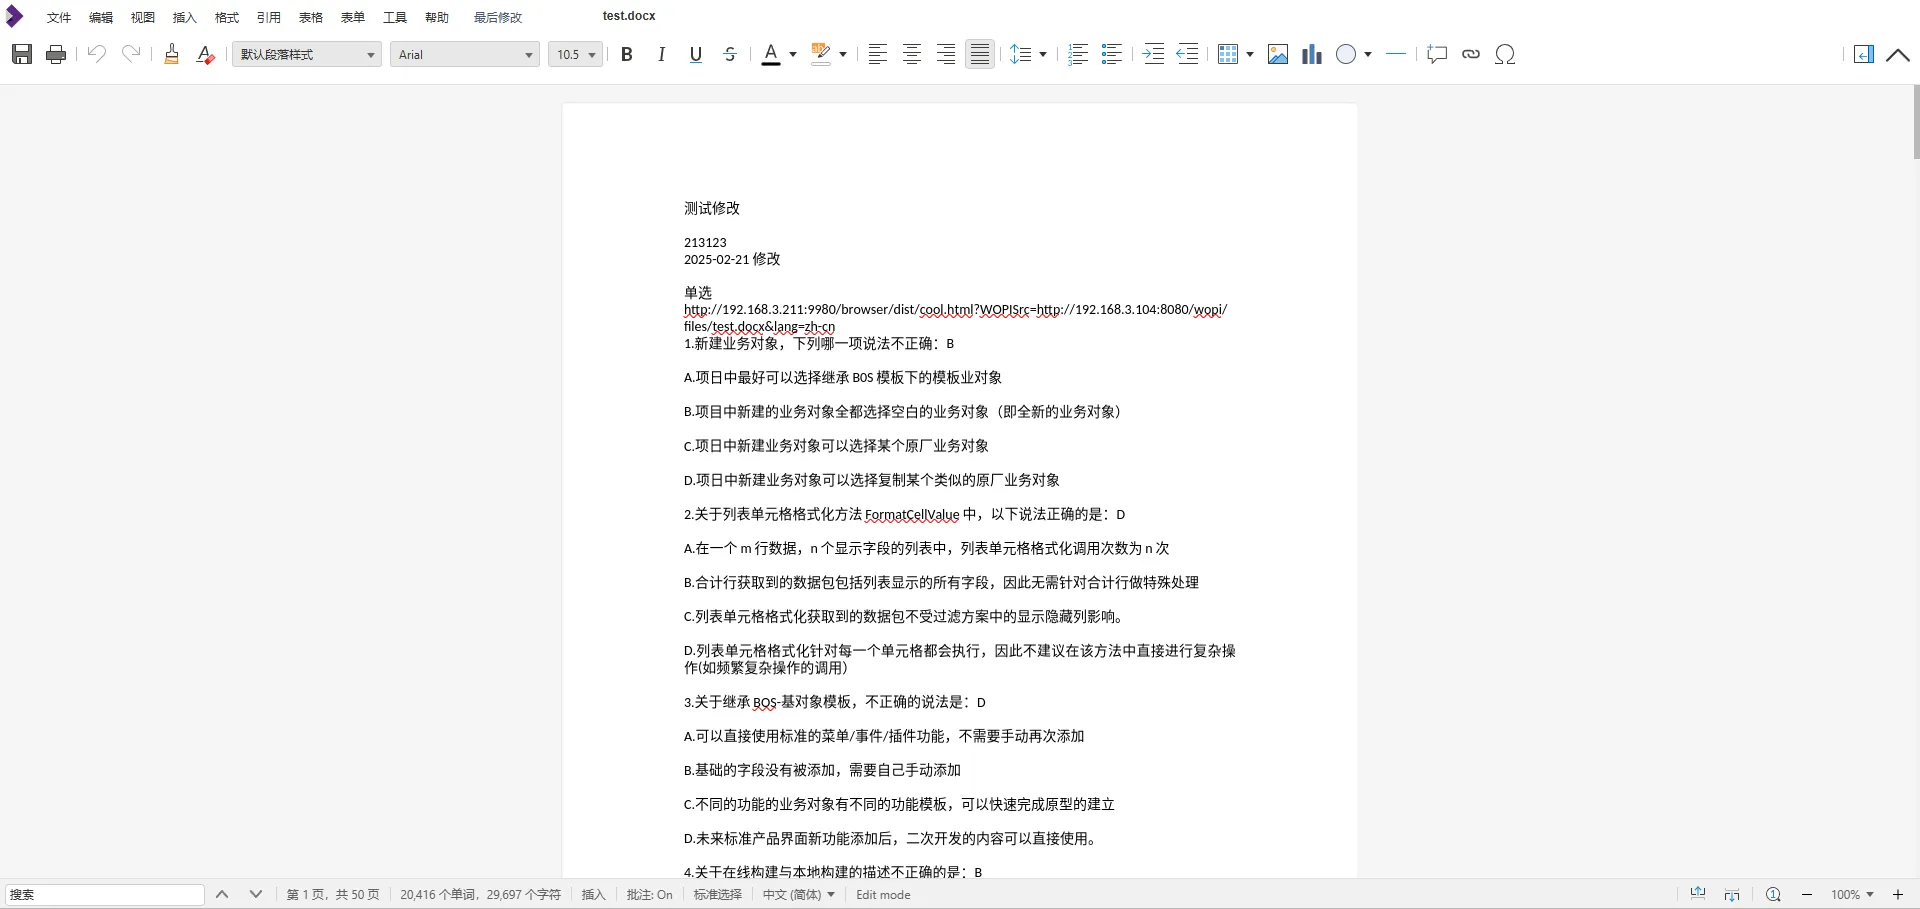 文件 编辑 视图 插入 格式 引用 表格 表单 工具 帮助 最后修改 test.docx
默认段落样式 Arial 10.5
测试修改
213123
2025-02-21 修改
单选
http://192.168.3.211:9980/browser/dist/cool.html?WOPISrc=http://192.168.3.104:8080/wopi/
files/test.docx&lang=zh-cn
1.新建业务对象，下列哪一项说法不正确：B
A.项日中最好可以选择继承 B0S 模板下的模板业对象
B.项目中新建的业务对象全都选择空白的业务对象（即全新的业务对象）
C.项日中新建业务对象可以选择某个原厂业务对象
D.项日中新建业务对象可以选择复制某个类似的原厂业务对象
2.关于列表单元格格式化方法 FormatCellValue 中，以下说法正确的是：D
A.在一个 m 行数据，n 个显示字段的列表中，列表单元格格式化调用次数为 n 次
B.合计行获取到的数据包包括列表显示的所有字段，因此无需针对合计行做特殊处理
C.列表单元格格式化获取到的数据包不受过滤方案中的显示隐藏列影响。
D.列表单元格格式化针对每一个单元格都会执行，因此不建议在该方法中直接进行复杂操
作(如频繁复杂操作的调用）
3.关于继承 BOS-基对象模板，不正确的说法是：D
A.可以直接使用标准的菜单/事件/插件功能，不需要手动再次添加
B.基础的字段没有被添加，需要自己手动添加
C.不同的功能的业务对象有不同的功能模板，可以快速完成原型的建立
D.未来标准产品界面新功能添加后，二次开发的内容可以直接使用。
4.关于在线构建与本地构建的描述不正确的是：B
搜索 第 1 页，共 50 页 20,416 个单词，29,697 个字符 插入 批注: On 标准选择 中文 (简体) Edit mode 100%